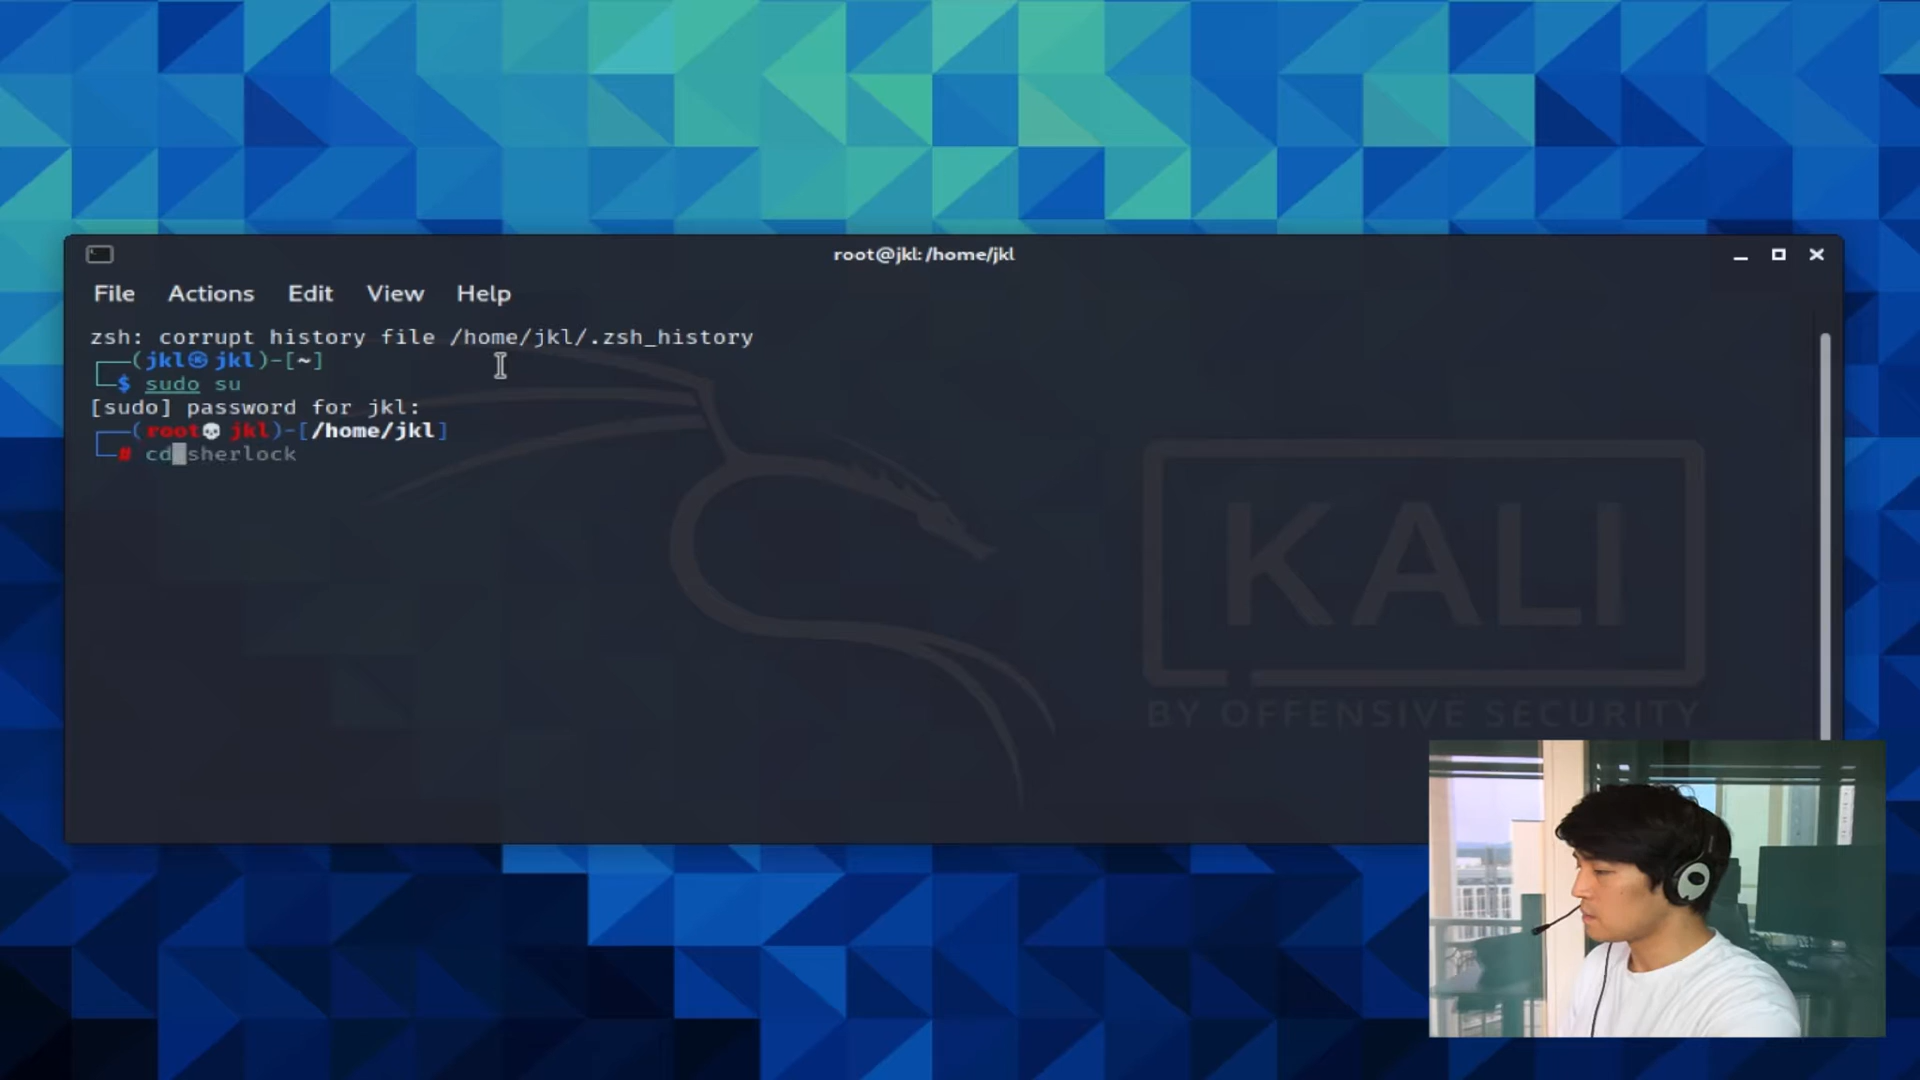 root@jkl: /home/jkl
File Actions Edit View Help
zsh: corrupt history file /home/jkl/.zsh_history
(jkl㉿jkl)-[~]
$ sudo su
[sudo] password for jkl:
(root💀jkl)-[/home/jkl]
# cd sherlock
KALI
BY OFFENSIVE SECURITY